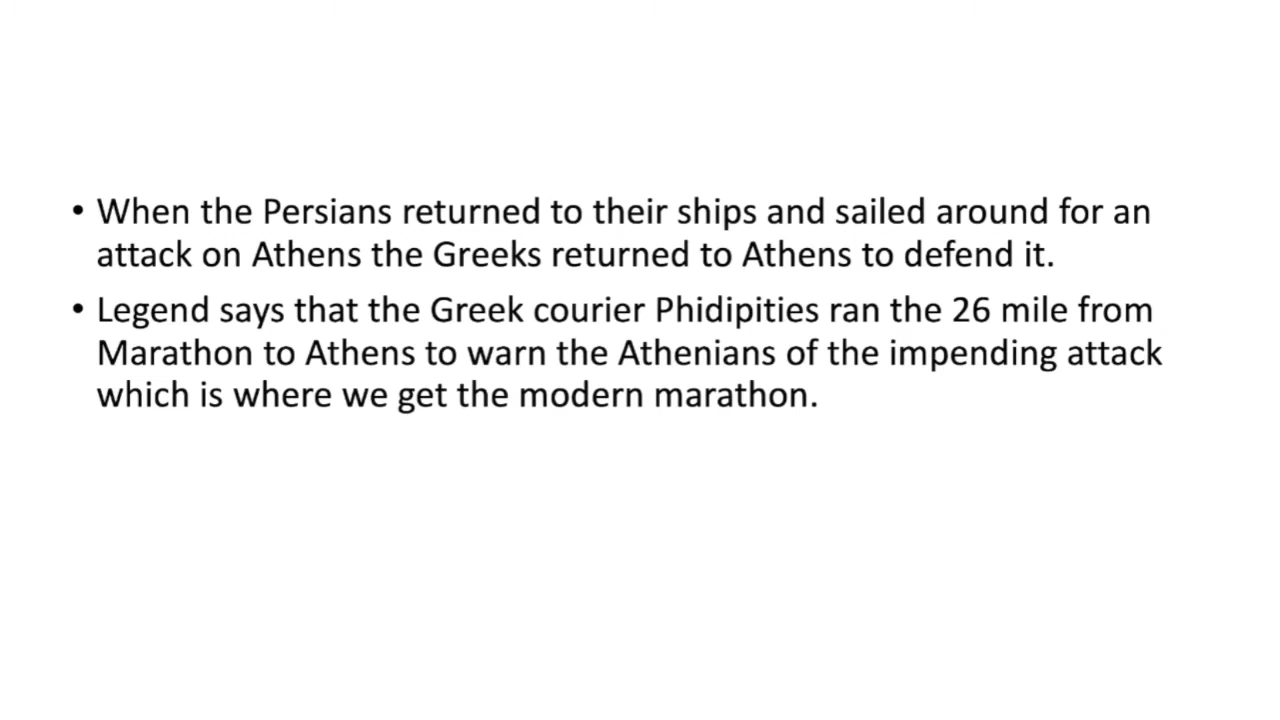 • When the Persians returned to their ships and sailed around for an
attack on Athens the Greeks returned to Athens to defend it.
• Legend says that the Greek courier Phidipities ran the 26 mile from
Marathon to Athens to warn the Athenians of the impending attack
which is where we get the modern marathon.